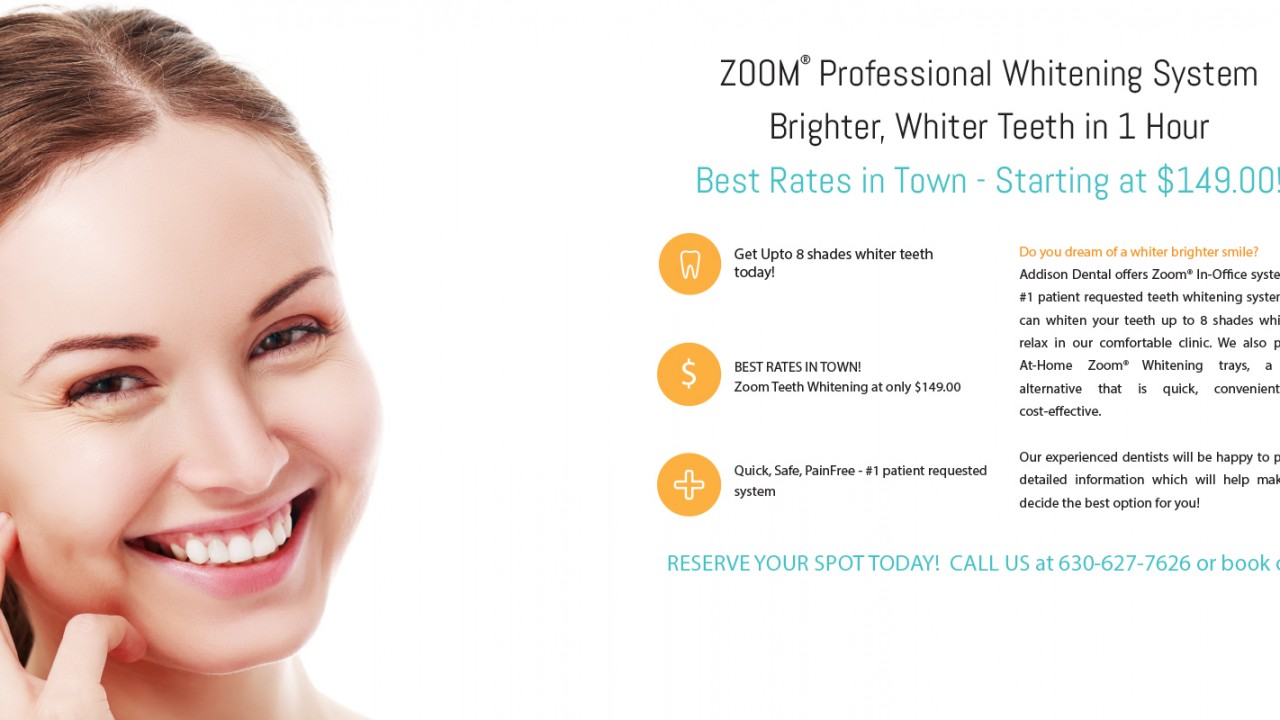 ZOOM® Professional Whitening System
Brighter, Whiter Teeth in 1 Hour
Best Rates in Town - Starting at $149.00!
Get Upto 8 shades whiter teeth
today!
BEST RATES IN TOWN!
Zoom Teeth Whitening at only $149.00
Quick, Safe, PainFree - #1 patient requested
system
Do you dream of a whiter brighter smile?
Addison Dental offers Zoom® In-Office
#1 patient requested teeth whitening
can whiten your teeth up to 8 shades
relax in our comfortable clinic. We also
At-Home Zoom® Whitening trays, a
alternative that is quick, convenient
cost-effective.
Our experienced dentists will be happy to
detailed information which will help
decide the best option for you!
RESERVE YOUR SPOT TODAY! CALL US at 630-627-7626 or book